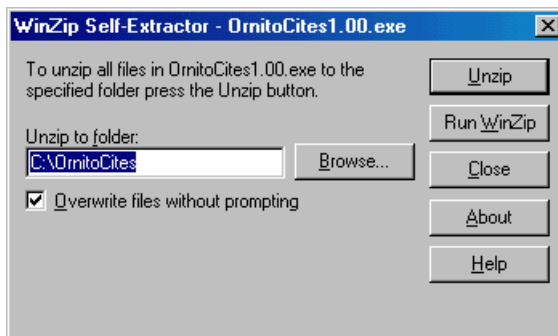 WinZip Self-Extractor - OrnitoCites1.00.exe
To unzip all files in OrnitoCites1.00.exe to the
specified folder press the Unzip button.
Unzip to folder:
C:\OrnitoCites
Browse...
Overwrite files without prompting
Unzip
Run WinZip
Close
About
Help